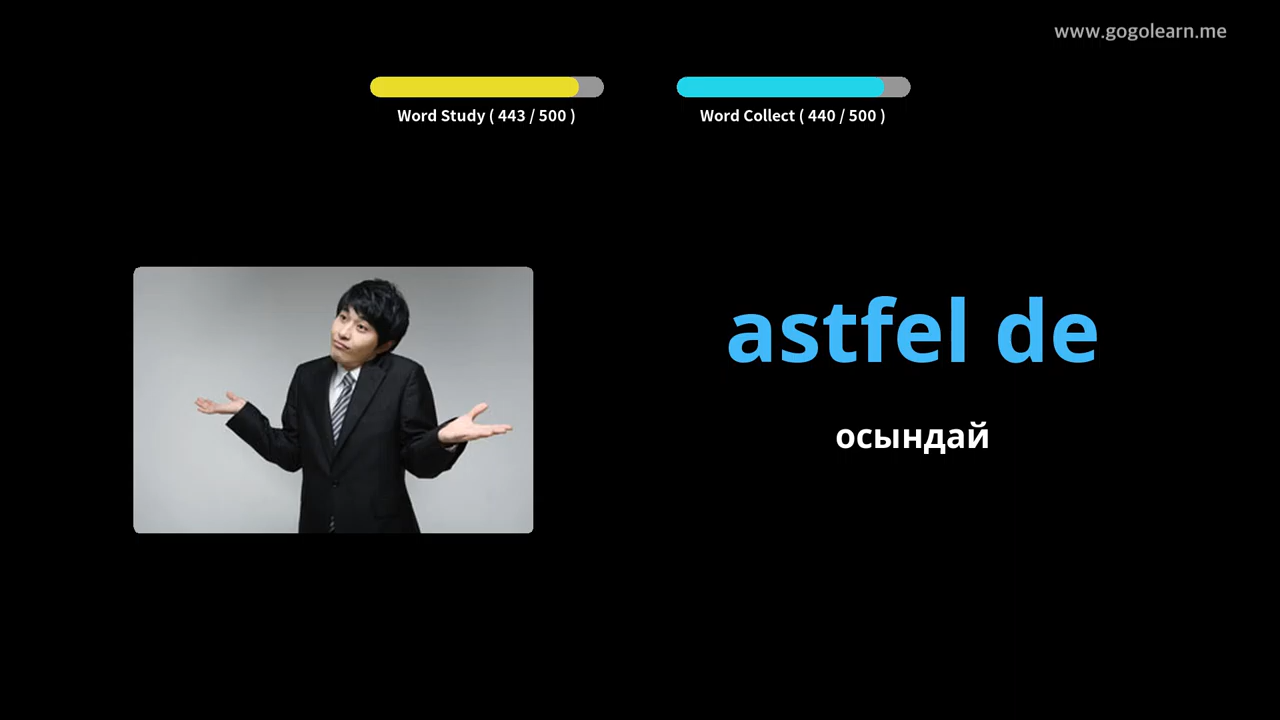 www.gogolearn.me
Word Study ( 443 / 500 )
Word Collect ( 440 / 500 )
astfel de
осындай